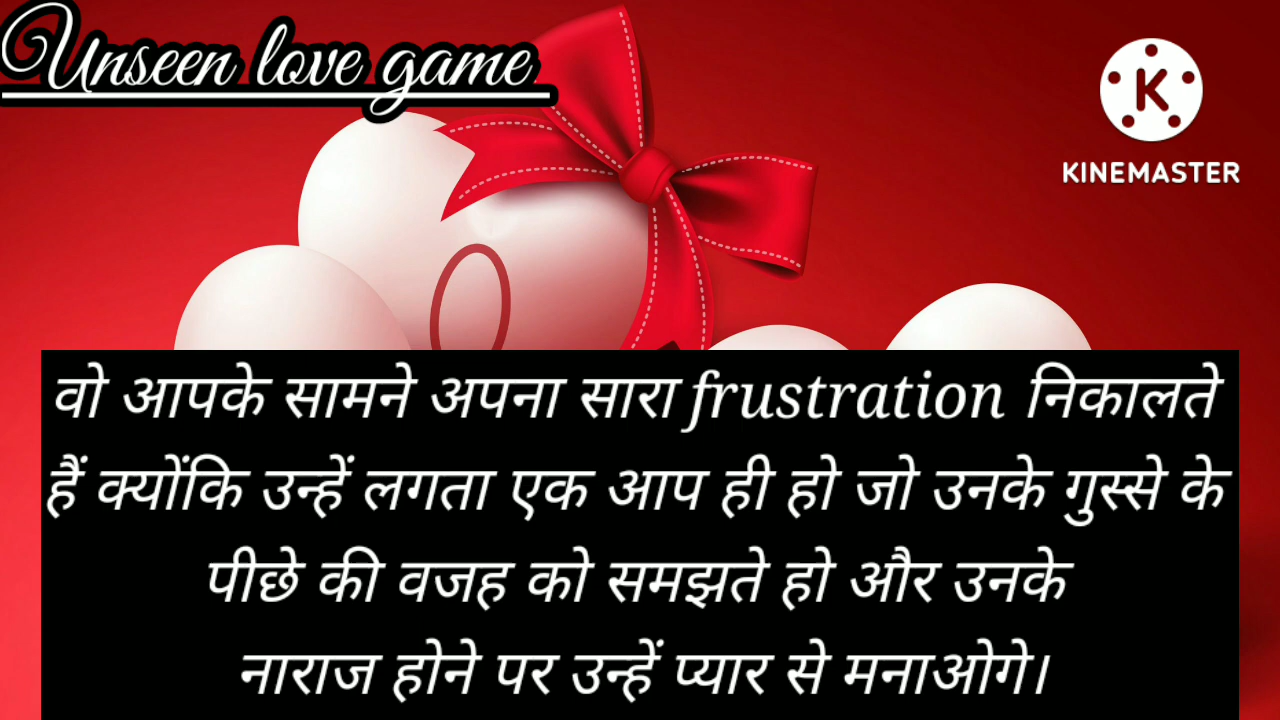 Unseen love game
K
KINEMASTER
वो आपके सामने अपना सारा frustration निकालते
हैं क्योंकि उन्हें लगता एक आप ही हो जो उनके गुस्से के
पीछे की वजह को समझते हो और उनके
नाराज होने पर उन्हें प्यार से मनाओगे।